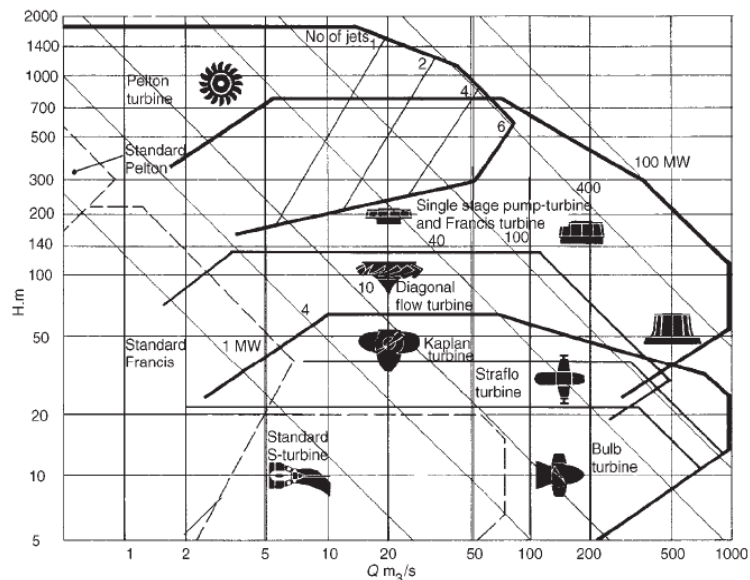 2000
1400
No of jets
1
2
1000
Pelton
turbine
4
700
6
500
Standard
Pelton
100 MW
300
400
200
Single stage pump-turbine
and Francis turbine
140
40
100
100
10
Diagonal
flow turbine
H.m
4
50
Standard
Francis
1 MW
Kaplan
turbine
Straflo
turbine
20
Standard
S-turbine
Bulb
turbine
10
5
1
2
5
10
20
50
100
200
500
1000
Q m3/s